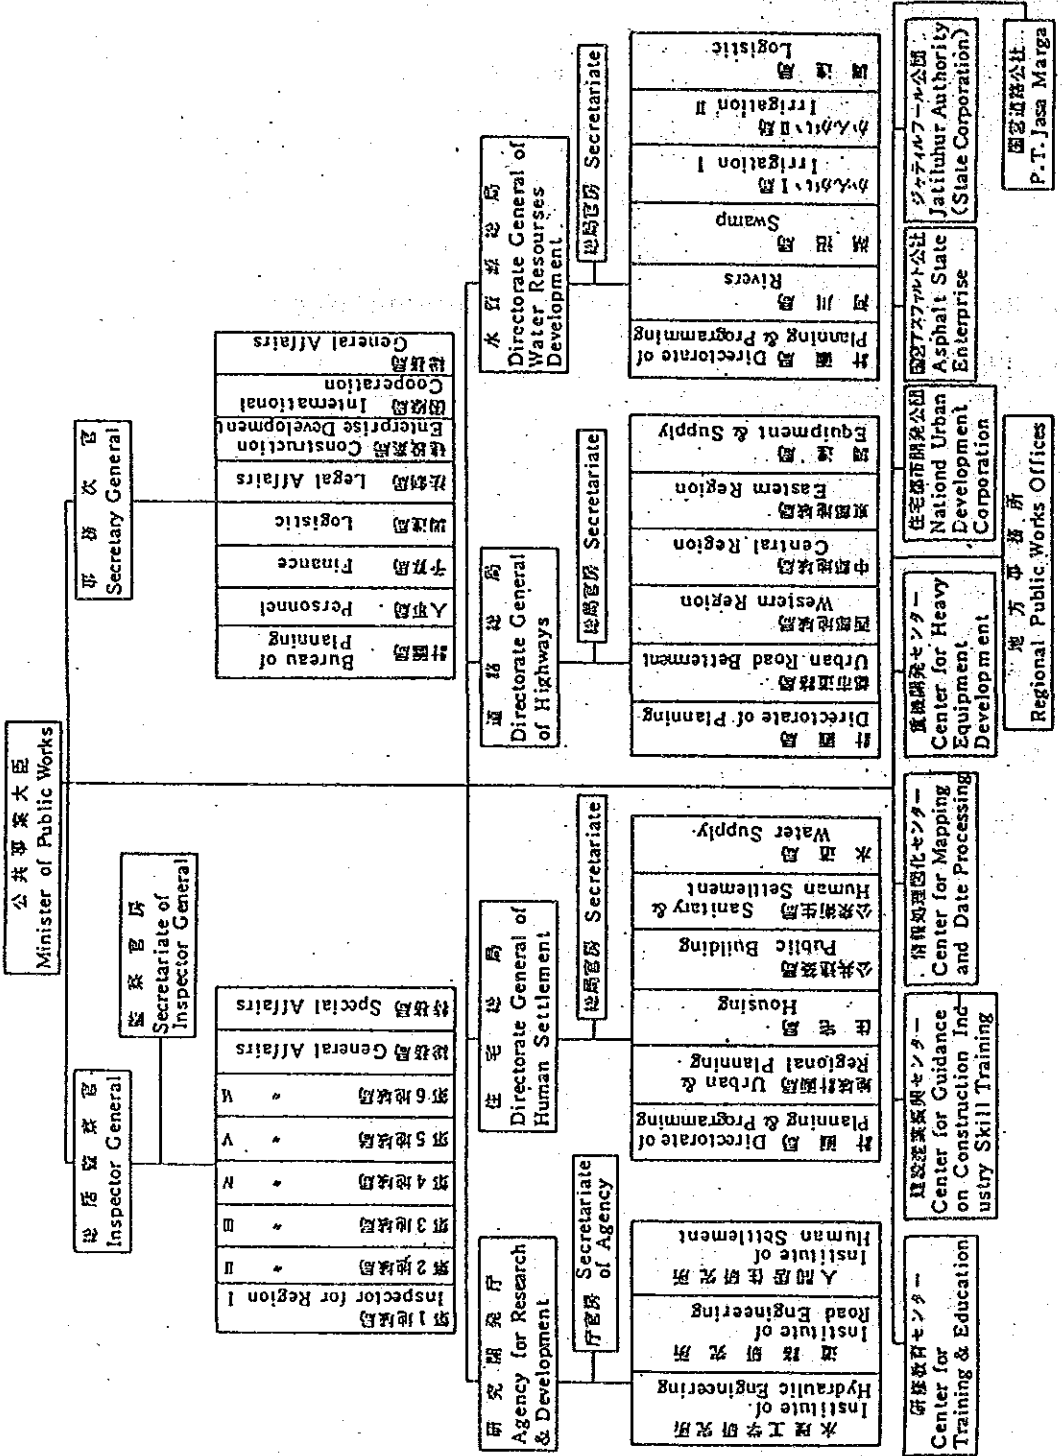 公共事業大臣
Minister of Public Works
総括監察官
Inspector General
監察官房
Secretariate of
Inspector General
第1地域局
Inspector for Region I
第2地域局 〃 II
第3地域局 〃 III
第4地域局 〃 IV
第5地域局 〃 V
第6地域局 〃 VI
総務局 General Affairs
特務局 Special Affairs
事務次官
Secretary General
計画局 Bureau of
Planning
人事局 Personnel
予算局 Finance
調達局 Logistic
法制局 Legal Affairs
建設業局 Construction
Enterprise Development
国際局 International
Cooperation
総務局
General Affairs
研究開発庁
Agency for Research
& Development
庁官房 Secretariate
of Agency
水理工学研究所
Institute of
Hydraulic Engineering
道路研究所
Institute of
Road Engineering
人間居住研究所
Institute of
Human Settlement
住宅総局
Directorate General of
Human Settlement
総局官房 Secretariate
計画局 Directorate of
Planning & Programming
地域計画局 Urban &
Regional Planning
住宅局
Housing
公共建築局
Public Building
公衆衛生局 Sanitary &
Human Settlement
水道局
Water Supply
道路総局
Directorate General
of Highways
総局官房 Secretariate
計画局
Directorate of Planning
都市道路局
Urban Road Bettement
西部地域局
Western Region
中部地域局
Central Region
東部地域局
Eastern Region
調達局
Equipment & Supply
水資源総局
Directorate General of
Water Resourses
Development
総局官房 Secretariate
計画局 Directorate of
Planning & Programming
河川局
Rivers
湖沼局
Swamp
かんがいI局
Irrigation I
かんがいII局
Irrigation II
調達局
Logistic
研修教育センター
Center for
Training & Education
建設産業振興センター
Center for Guidance
on Construction Ind-
ustry Skill Training
情報処理図化センター
Center for Mapping
and Date Processing
重機開発センター
Center for Heavy
Equipment
Development
住宅都市開発公団
Nationd Urban
Development
Corporation
国営アスファルト公社
Asphalt State
Enterprise
ジャティルフール公団
Jatiluhur Authority
(State Corporation)
地方事務所
Regional Public Works Offices
国営道路公社
P.T. Jasa Marga